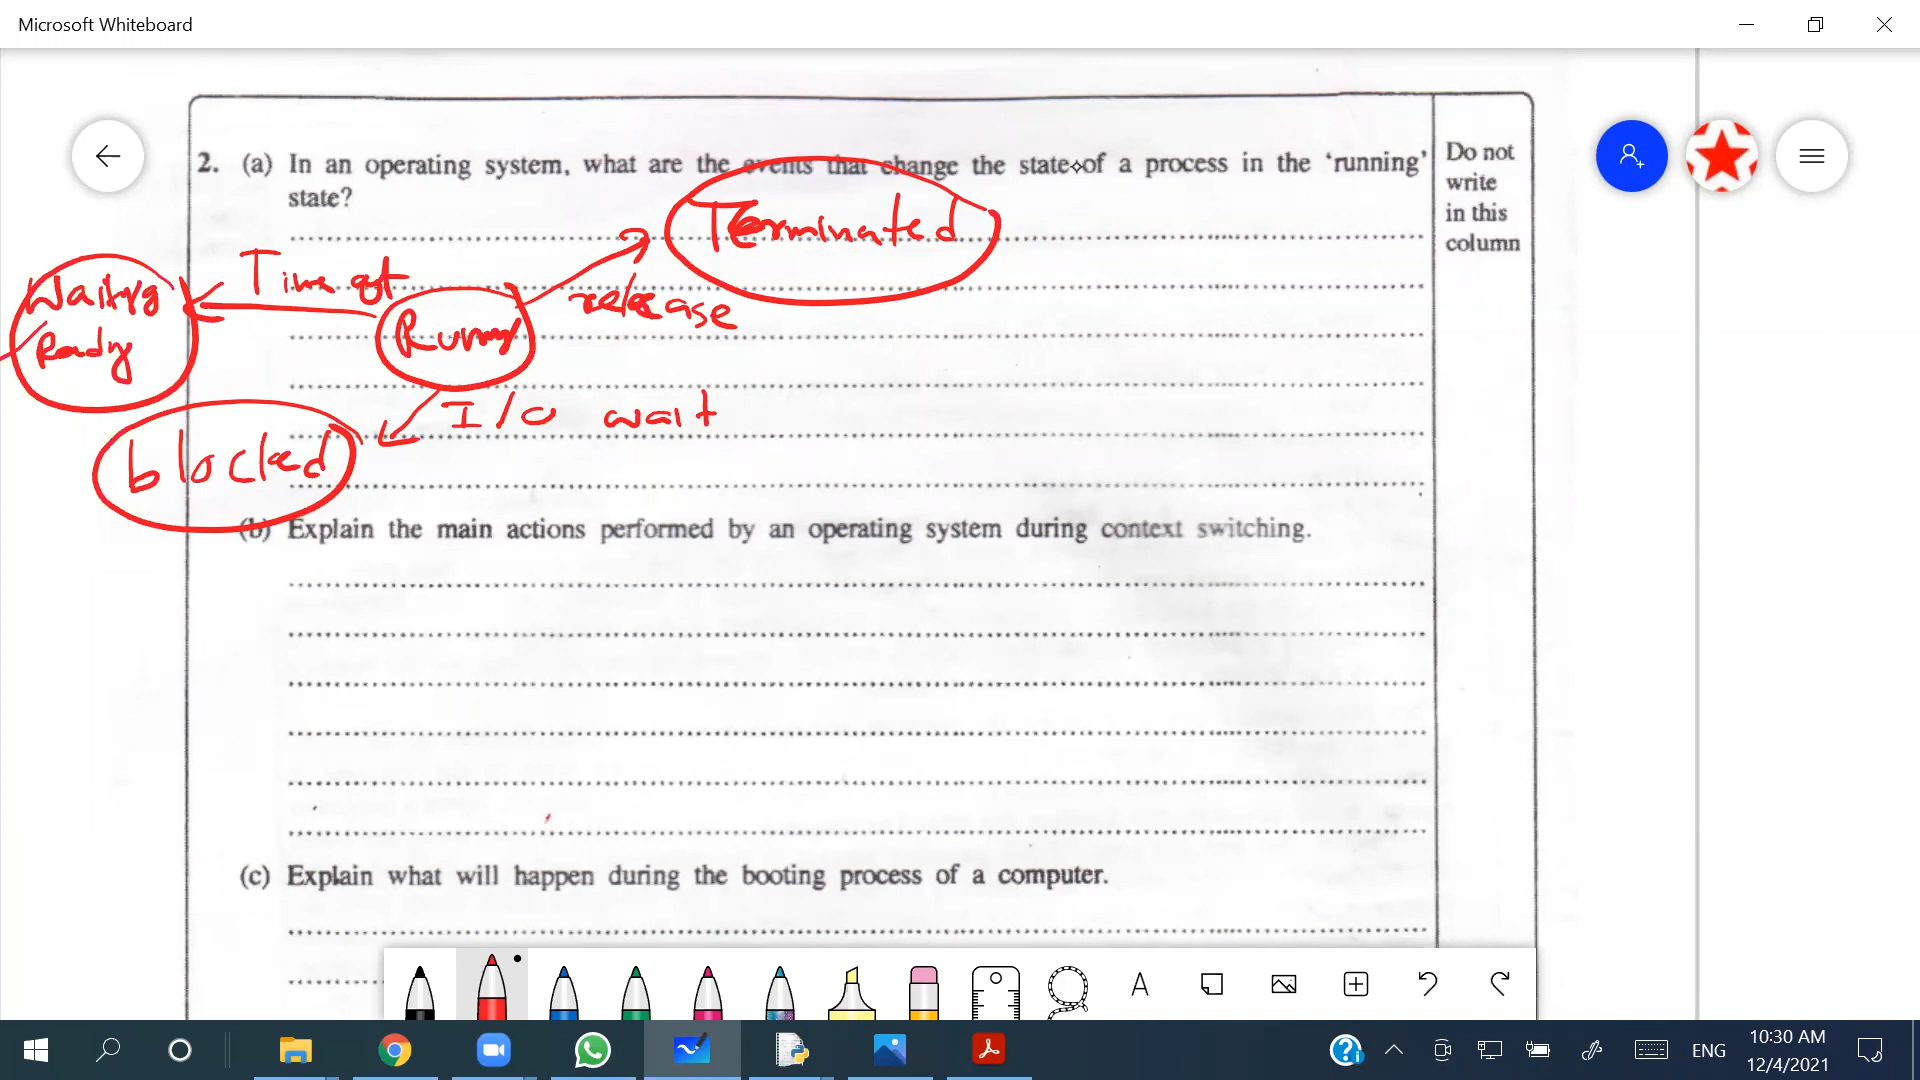 Microsoft Whiteboard
2. (a) In an operating system, what are the events that change the state of a process in the ‘running’
state?
Do not
write
in this
column
Terminated
Time out
release
Waiting
Ready
Running
I/O wait
blocked
(b) Explain the main actions performed by an operating system during context switching.
(c) Explain what will happen during the booting process of a computer.
A
ENG
10:30 AM
12/4/2021